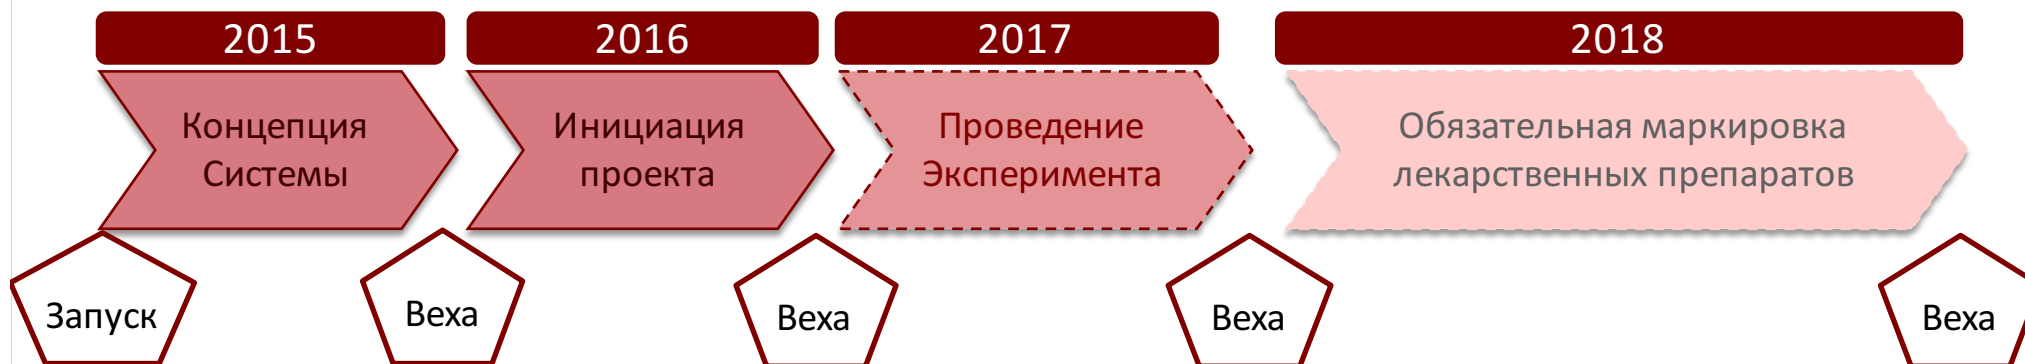 2015
2016
2017
2018
Концепция
Системы
Инициация
проекта
Проведение
Эксперимента
Обязательная маркировка
лекарственных препаратов
Запуск
Веха
Веха
Веха
Веха